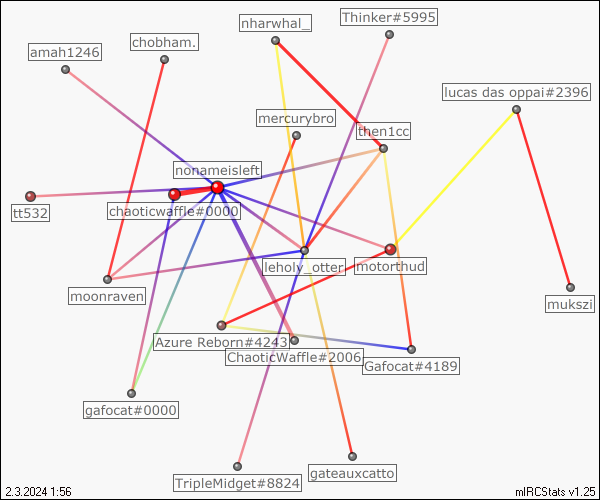 nharwhal_
Thinker#5995
chobham.
amah1246
lucas das oppai#2396
mercurybro
then1cc
nonameisleft
tt532
chaoticwaffle#0000
leholy_otter
motorthud
moonraven
mukszi
Azure Reborn#4243
ChaoticWaffle#2006
Gafocat#4189
gafocat#0000
gateauxcatto
TripleMidget#8824
2.3.2024 1:56
mIRCStats v1.25